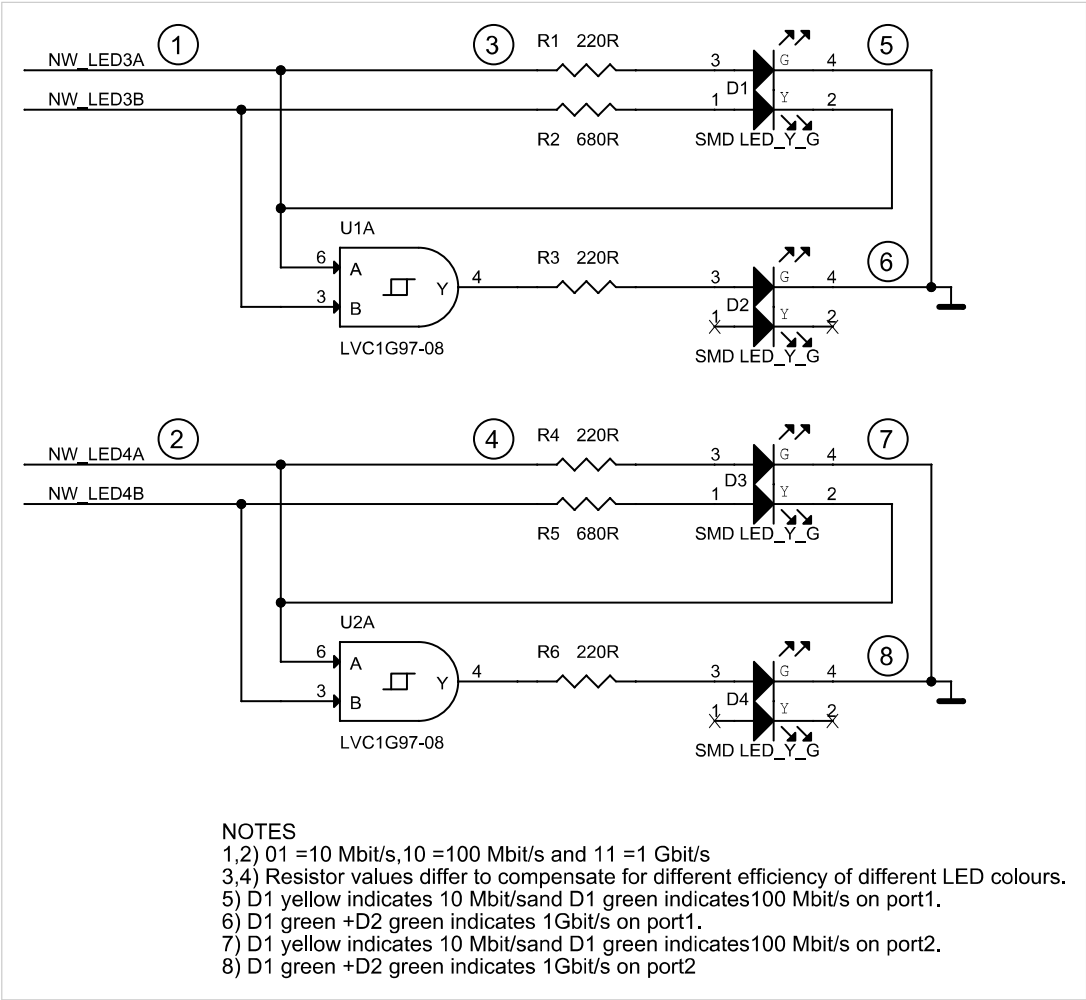 1
3
R1 220R
5
NW_LED3A
3
G
4
D1
NW_LED3B
1
Y
2
R2 680R
SMD LED_Y_G
U1A
6
A
3
B
Y
4
LVC1G97-08
R3 220R
6
3
G
4
D2
1
Y
2
SMD LED_Y_G
2
4
R4 220R
7
NW_LED4A
3
G
4
D3
NW_LED4B
1
Y
2
R5 680R
SMD LED_Y_G
U2A
6
A
3
B
Y
4
LVC1G97-08
R6 220R
8
3
G
4
D4
1
Y
2
SMD LED_Y_G
NOTES
1,2) 01 =10 Mbit/s,10 =100 Mbit/s and 11 =1 Gbit/s
3,4) Resistor values differ to compensate for different efficiency of different LED colours.
5) D1 yellow indicates 10 Mbit/sand D1 green indicates100 Mbit/s on port1.
6) D1 green +D2 green indicates 1Gbit/s on port1.
7) D1 yellow indicates 10 Mbit/sand D1 green indicates100 Mbit/s on port2.
8) D1 green +D2 green indicates 1Gbit/s on port2